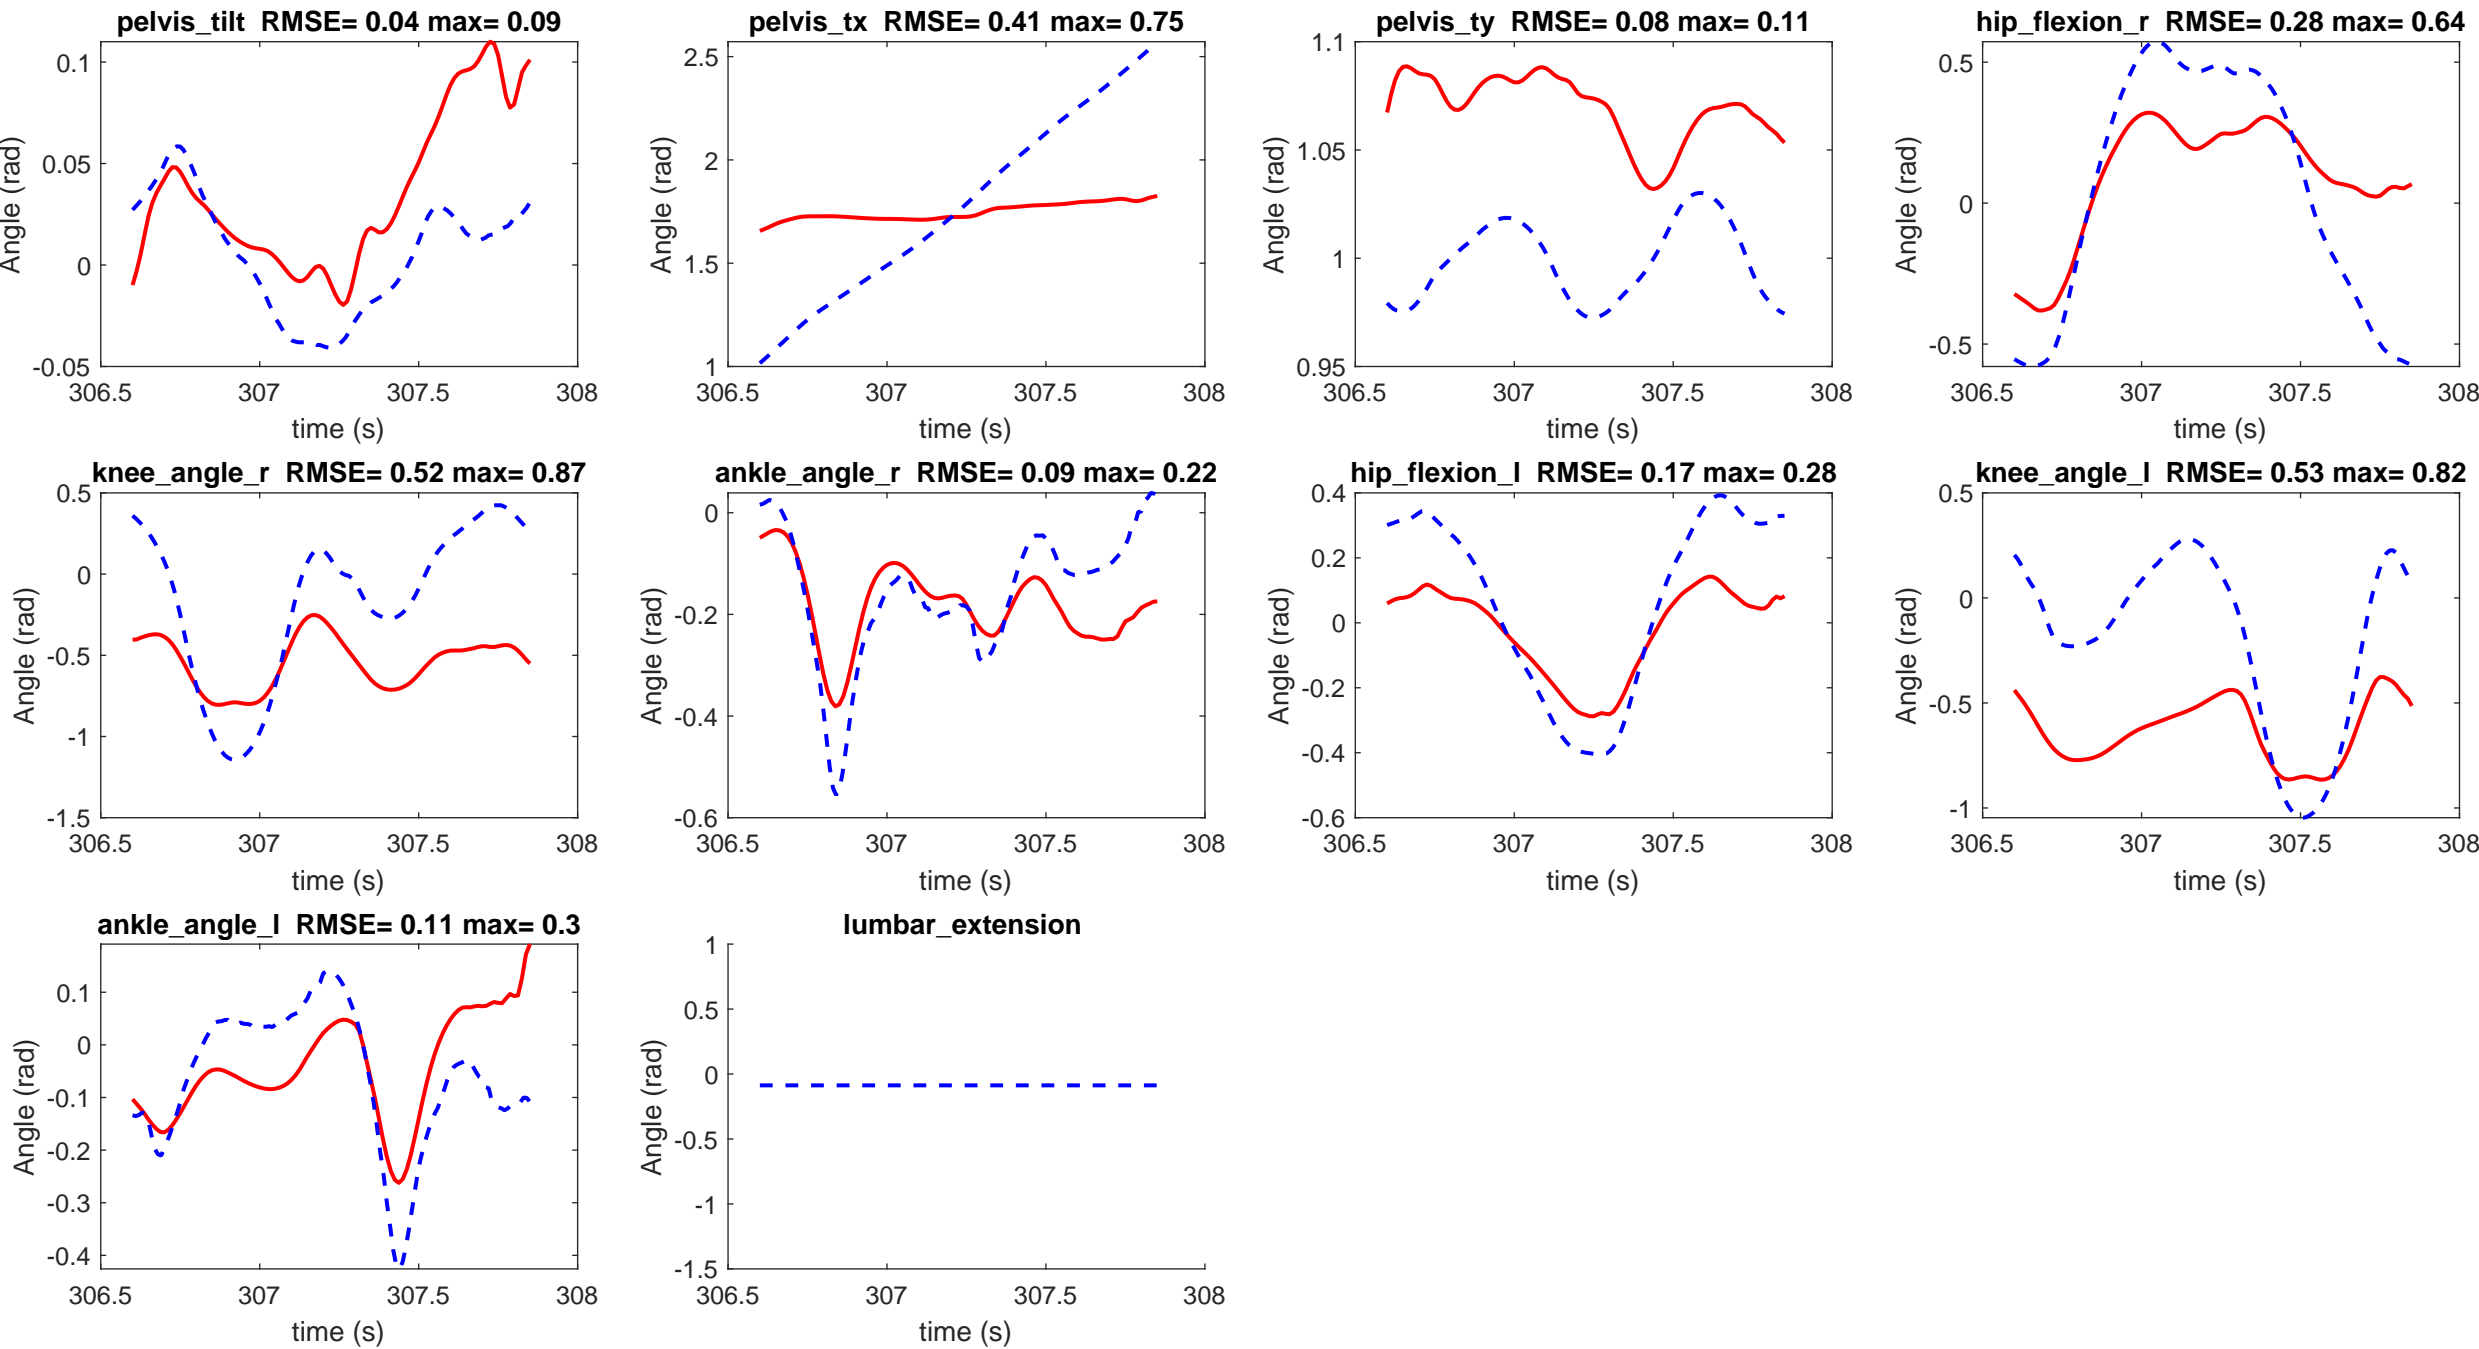 pelvis_tilt RMSE= 0.04 max= 0.09
0.1
0.05
0
-0.05
Angle (rad)
306.5 307 307.5 308
time (s)
pelvis_tx RMSE= 0.41 max= 0.75
2.5
2
1.5
1
Angle (rad)
306.5 307 307.5 308
time (s)
pelvis_ty RMSE= 0.08 max= 0.11
1.1
1.05
1
0.95
Angle (rad)
306.5 307 307.5 308
time (s)
hip_flexion_r RMSE= 0.28 max= 0.64
0.5
0
-0.5
Angle (rad)
306.5 307 307.5 308
time (s)
knee_angle_r RMSE= 0.52 max= 0.87
0.5
0
-0.5
-1
-1.5
Angle (rad)
306.5 307 307.5 308
time (s)
ankle_angle_r RMSE= 0.09 max= 0.22
0
-0.2
-0.4
-0.6
Angle (rad)
306.5 307 307.5 308
time (s)
hip_flexion_l RMSE= 0.17 max= 0.28
0.4
0.2
0
-0.2
-0.4
-0.6
Angle (rad)
306.5 307 307.5 308
time (s)
knee_angle_l RMSE= 0.53 max= 0.82
0.5
0
-0.5
-1
Angle (rad)
306.5 307 307.5 308
time (s)
ankle_angle_l RMSE= 0.11 max= 0.3
0.1
0
-0.1
-0.2
-0.3
-0.4
Angle (rad)
306.5 307 307.5 308
time (s)
lumbar_extension
1
0.5
0
-0.5
-1
-1.5
Angle (rad)
306.5 307 307.5 308
time (s)